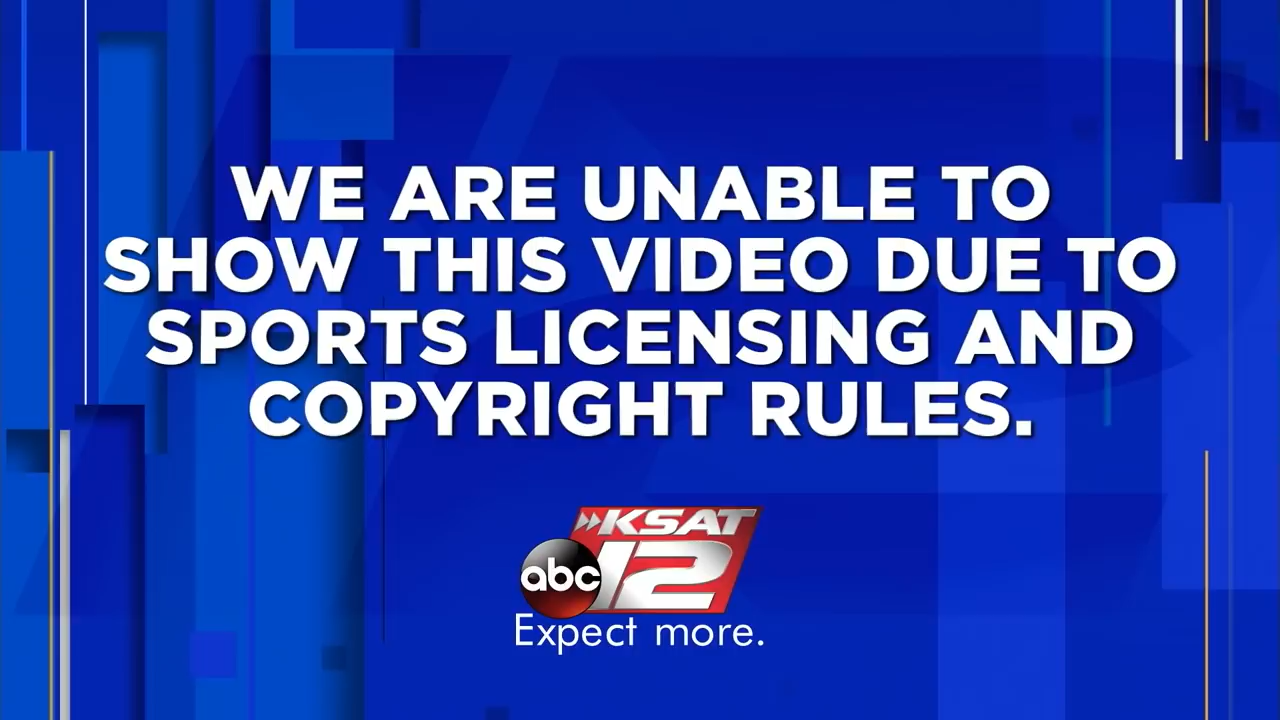 WE ARE UNABLE TO
SHOW THIS VIDEO DUE TO
SPORTS LICENSING AND
COPYRIGHT RULES.
KSAT
abc 12
Expect more.